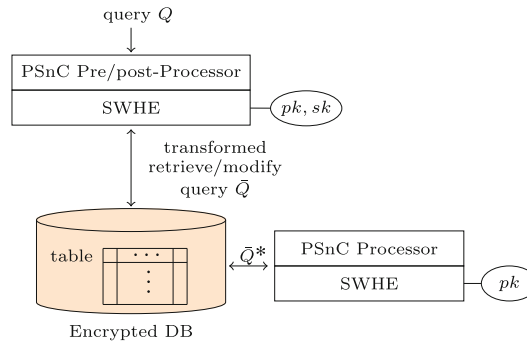 query Q
PSnC Pre/post-Processor
SWHE
pk, sk
transformed
retrieve/modify
query Q̄
table
Q̄*
PSnC Processor
SWHE
pk
Encrypted DB